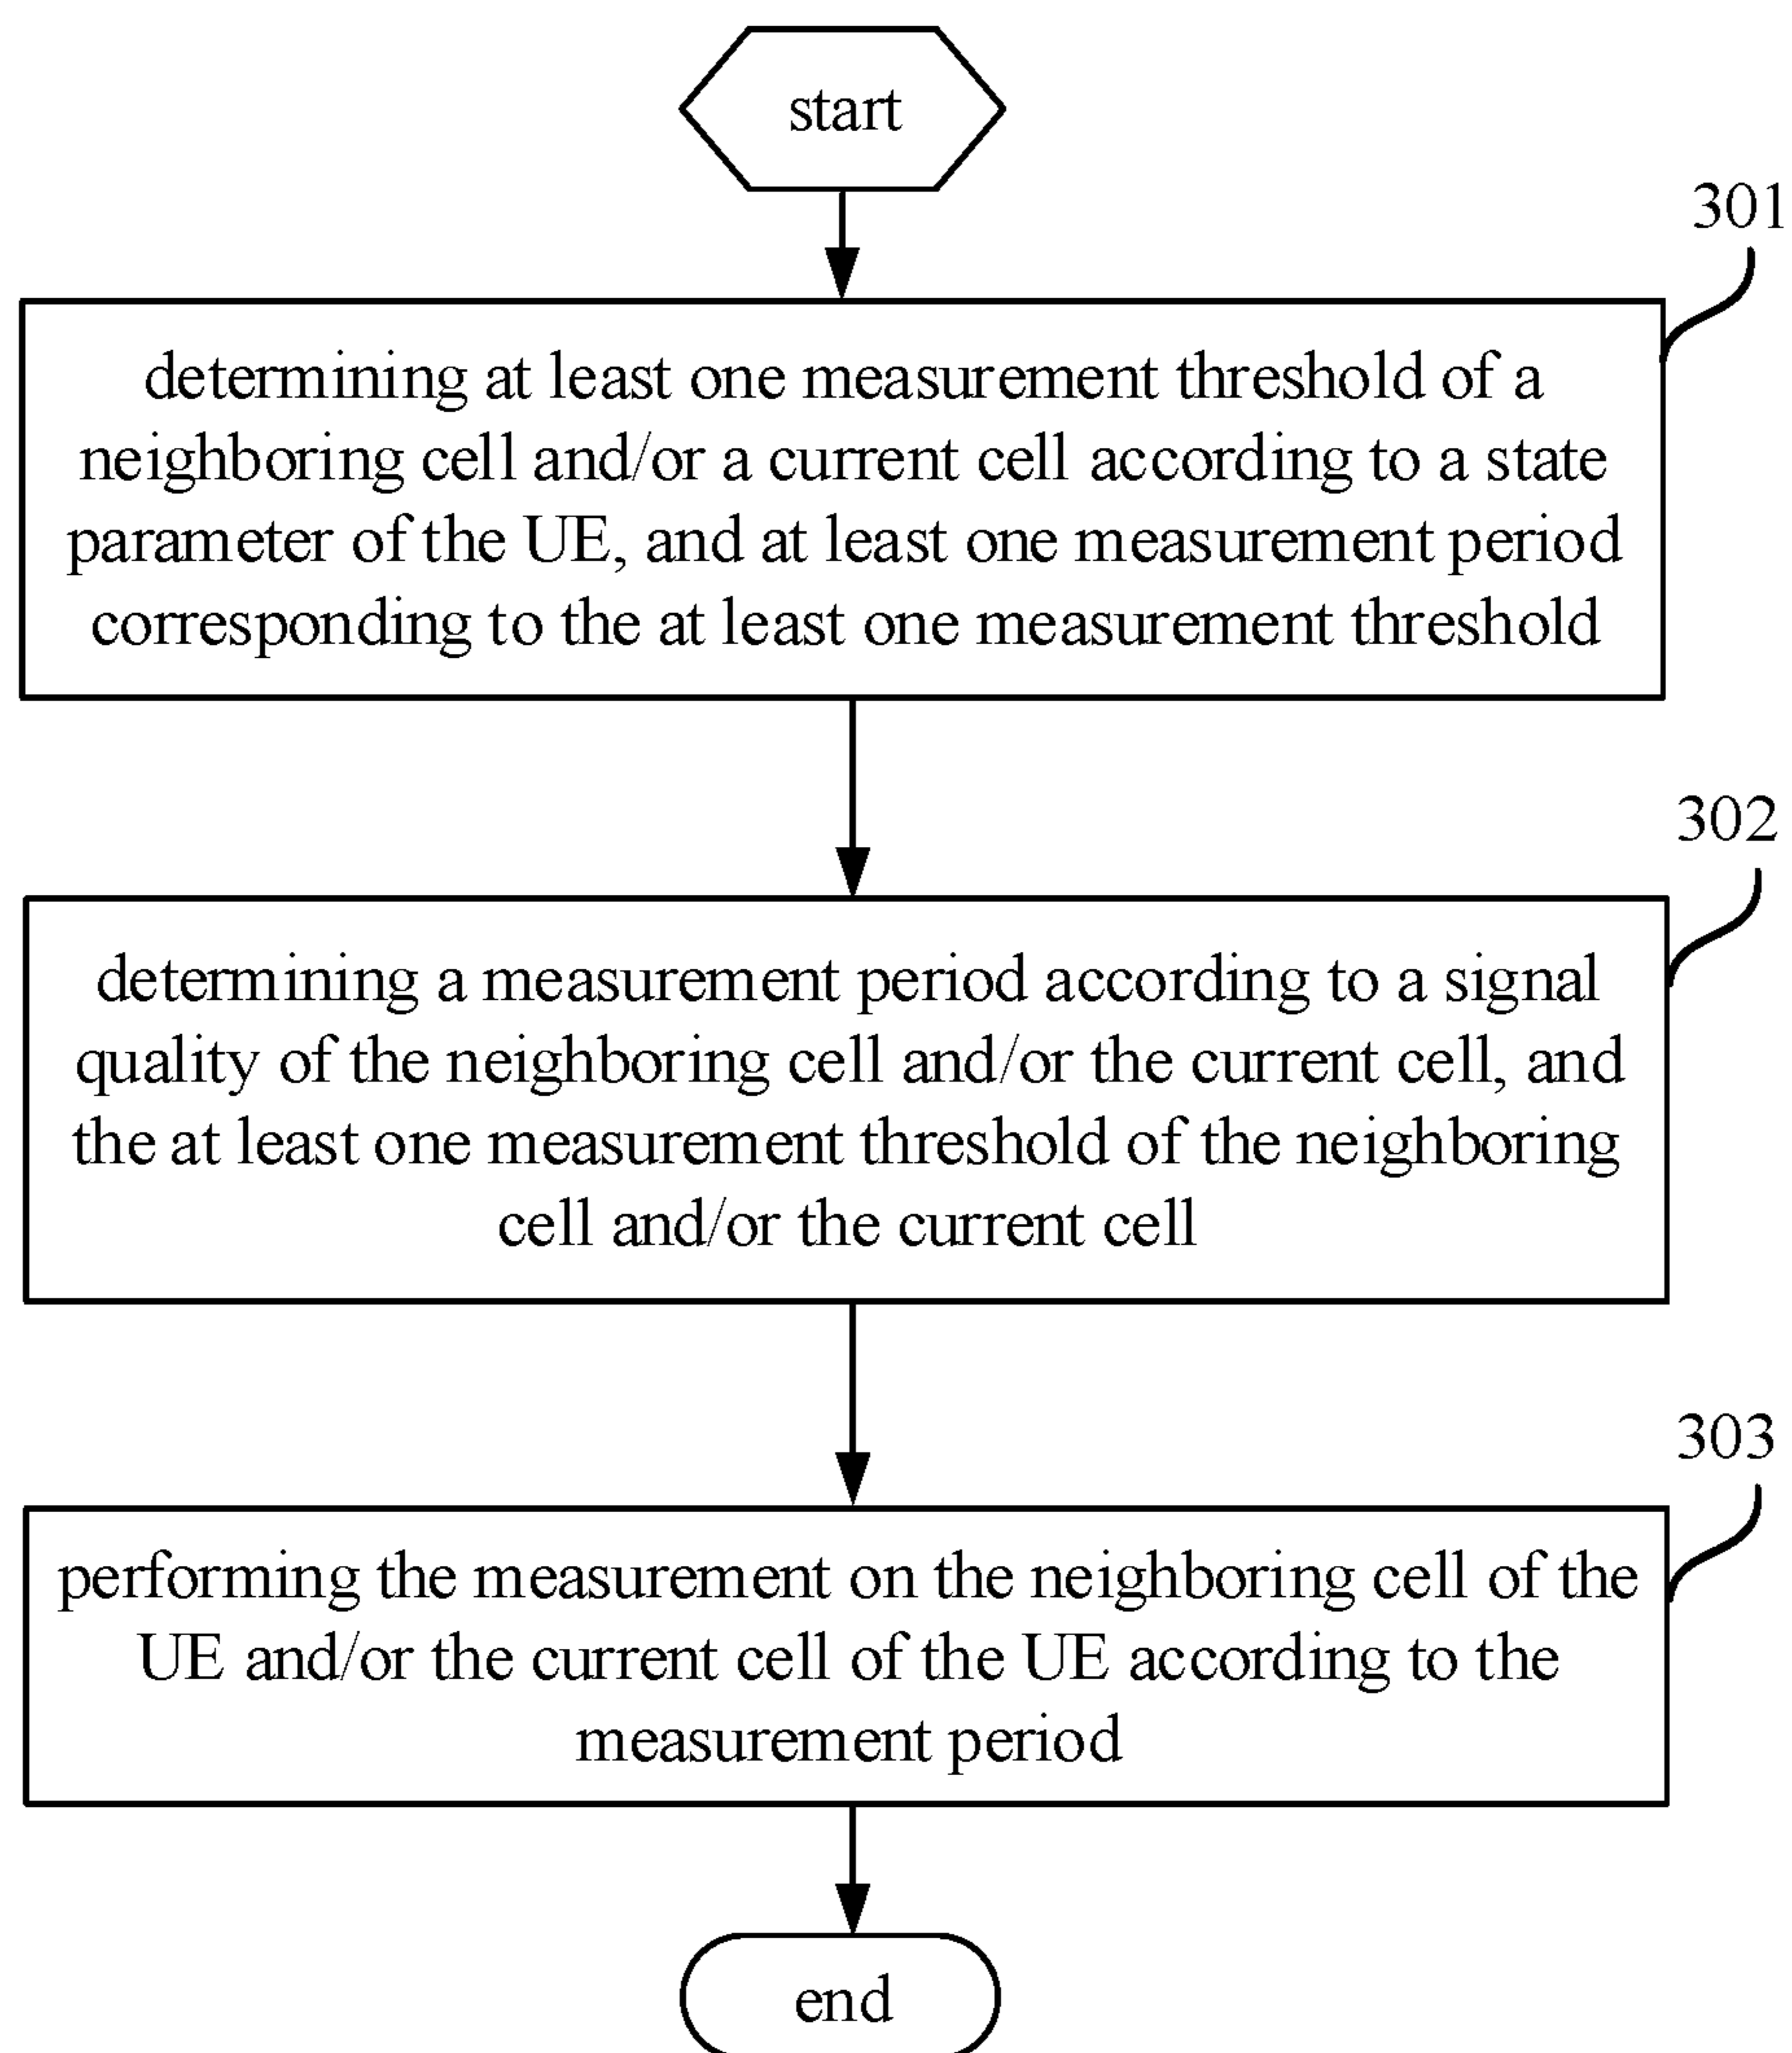 start
301
determining at least one measurement threshold of a
neighboring cell and/or a current cell according to a state
parameter of the UE, and at least one measurement period
corresponding to the at least one measurement threshold
302
determining a measurement period according to a signal
quality of the neighboring cell and/or the current cell, and
the at least one measurement threshold of the neighboring
cell and/or the current cell
303
performing the measurement on the neighboring cell of the
UE and/or the current cell of the UE according to the
measurement period
end